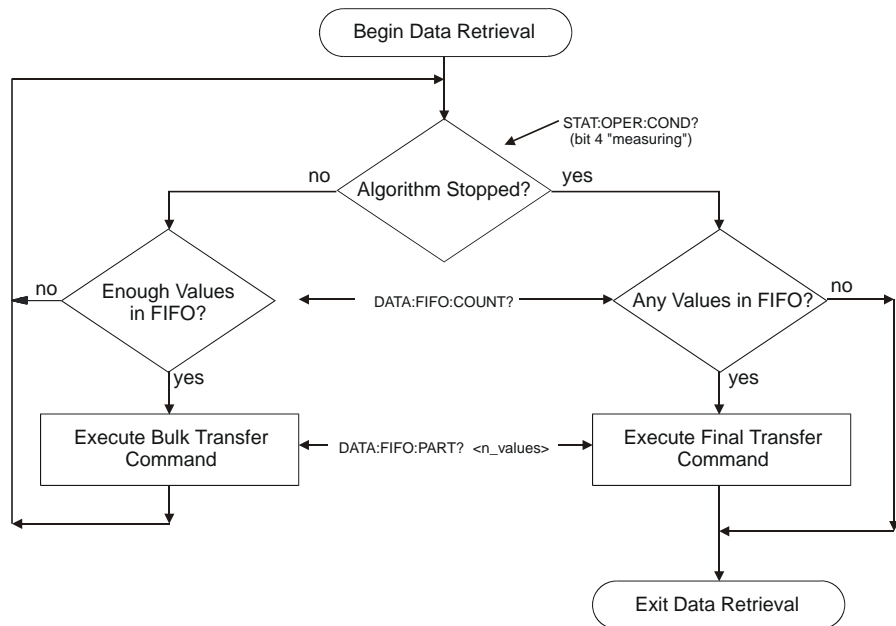 Begin Data Retrieval
STAT:OPER:COND?
(bit 4 "measuring")
no
Algorithm Stopped?
yes
no
Enough Values
in FIFO?
DATA:FIFO:COUNT?
Any Values in FIFO?
no
yes
yes
Execute Bulk Transfer
Command
DATA:FIFO:PART? <n_values>
Execute Final Transfer
Command
Exit Data Retrieval